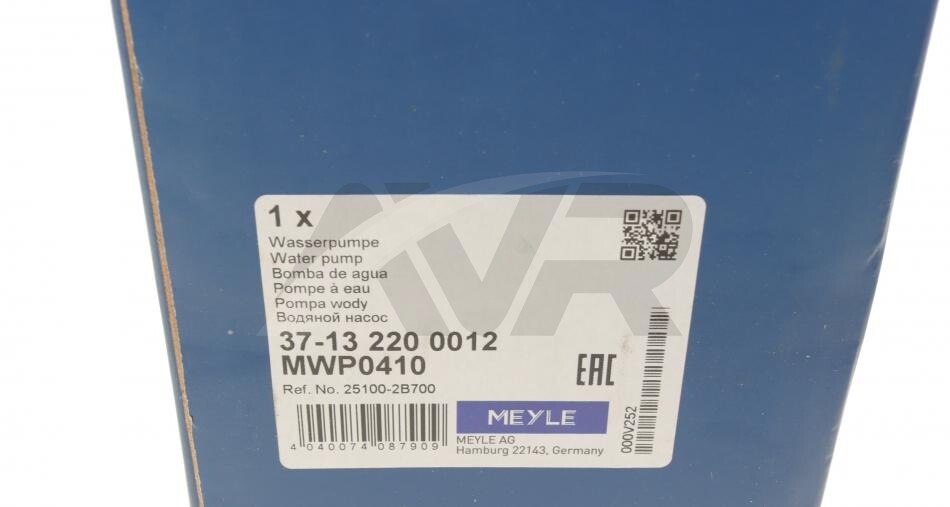 1 x
Wasserpumpe
Water pump
Bomba de agua
Pompe à eau
Pompa wody
Водяной насос
37-13 220 0012
MWP0410
Ref. No. 25100-2B700
EAC
4 040074 087909
MEYLE
MEYLE AG
Hamburg 22143, Germany
000V252
AVR